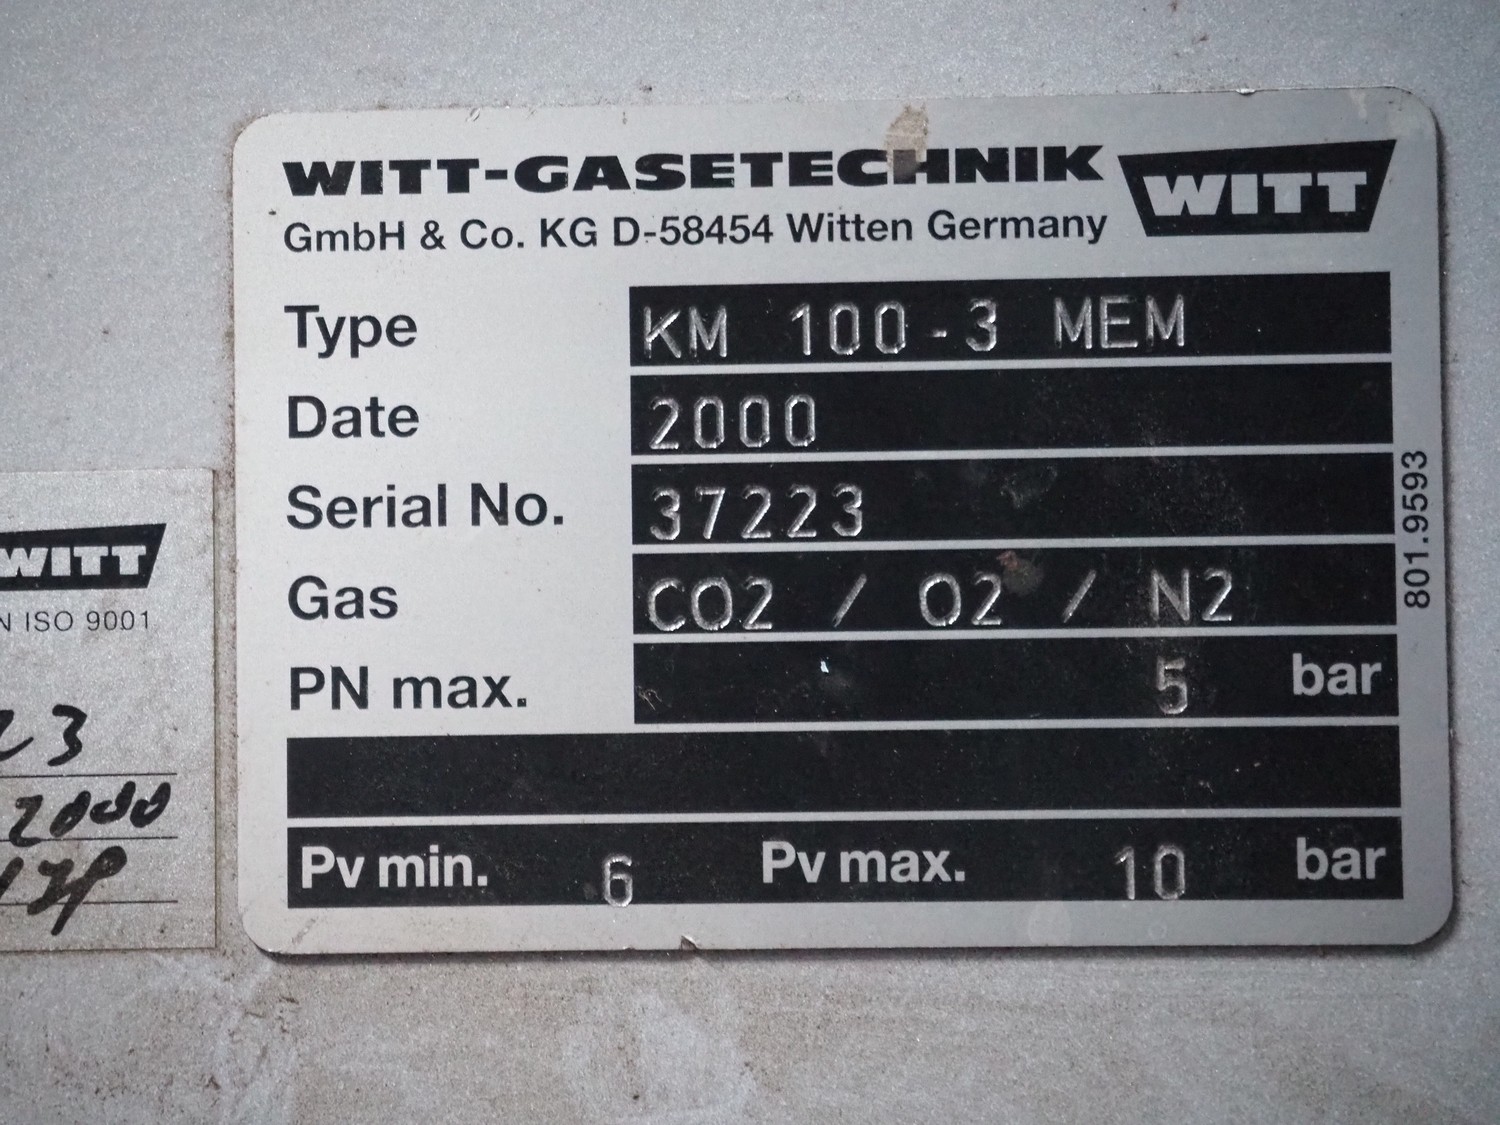 WITT-GASETECHNIK
WITT
GmbH & Co. KG D-58454 Witten Germany
Type KM 100-3 MEM
Date 2000
Serial No. 37223
Gas CO2 / O2 / N2
PN max. 5 bar
Pv min. 6 Pv max. 10 bar
801.9593
WITT
N ISO 9001
23
2000